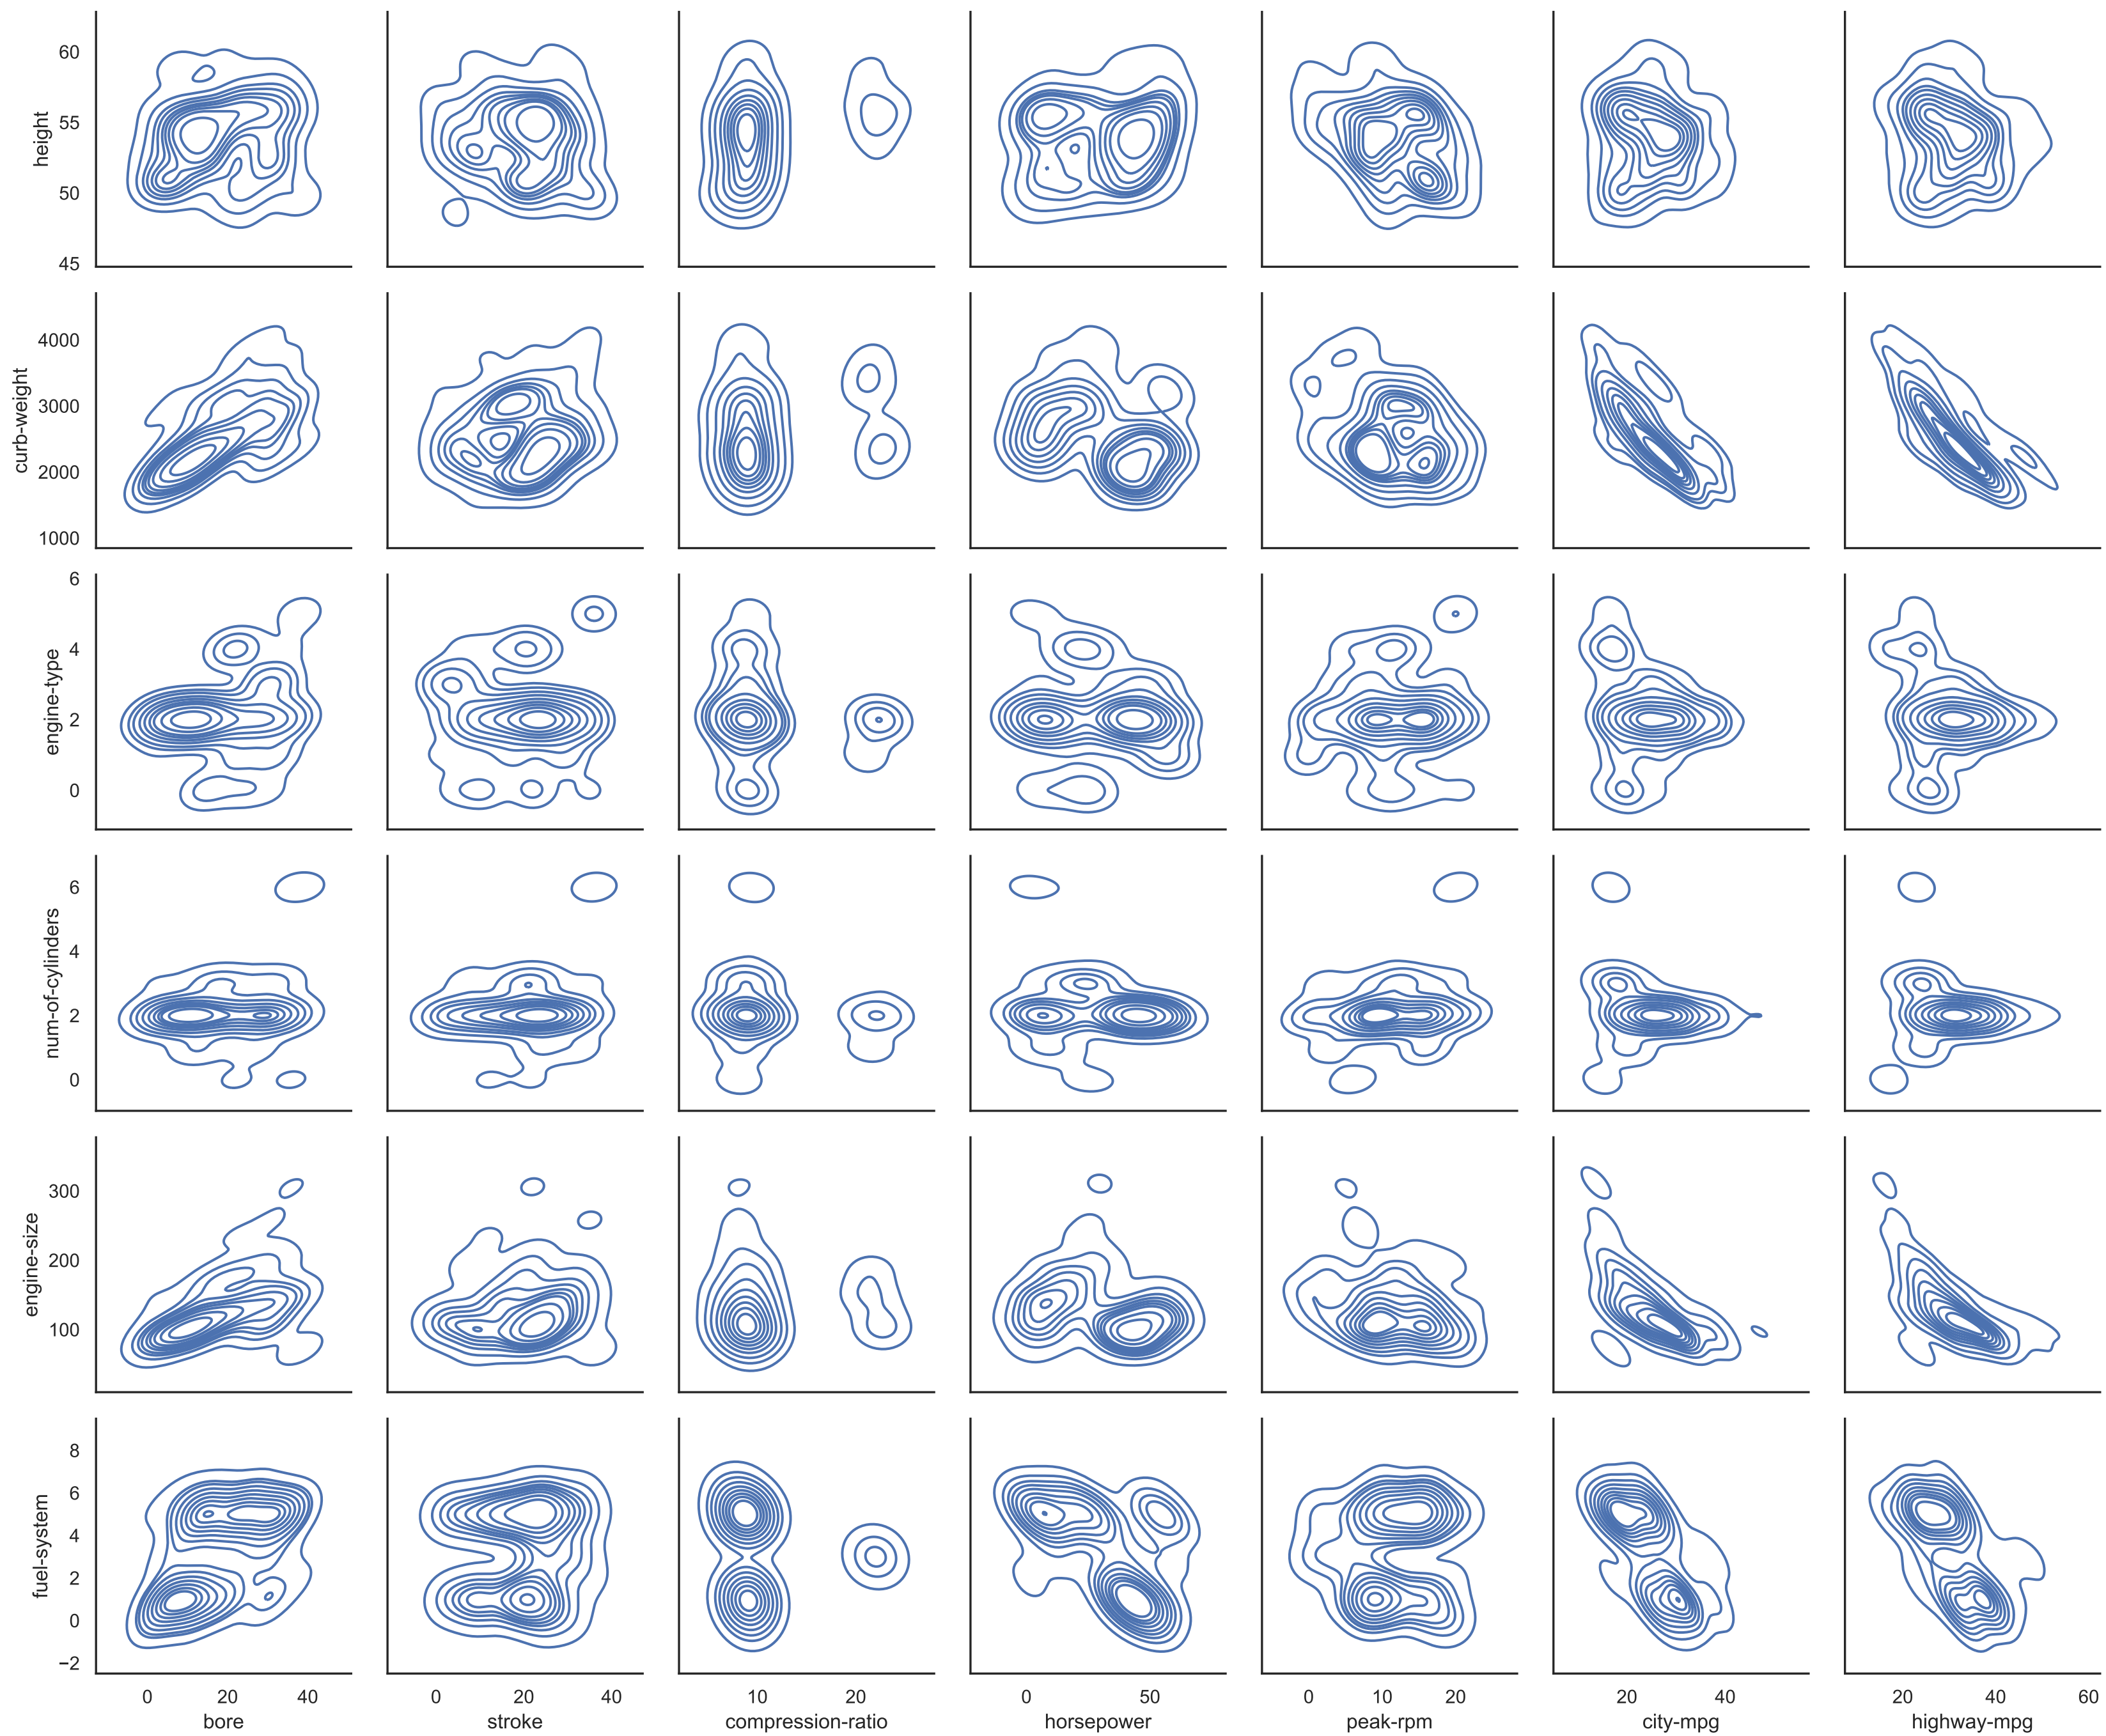 height
60
55
50
45
curb-weight
4000
3000
2000
1000
engine-type
6
4
2
0
num-of-cylinders
6
4
2
0
engine-size
300
200
100
fuel-system
8
6
4
2
0
−2
0 20 40
0 20 40
10 20
0 50
0 10 20
20 40
20 40 60
bore
stroke
compression-ratio
horsepower
peak-rpm
city-mpg
highway-mpg